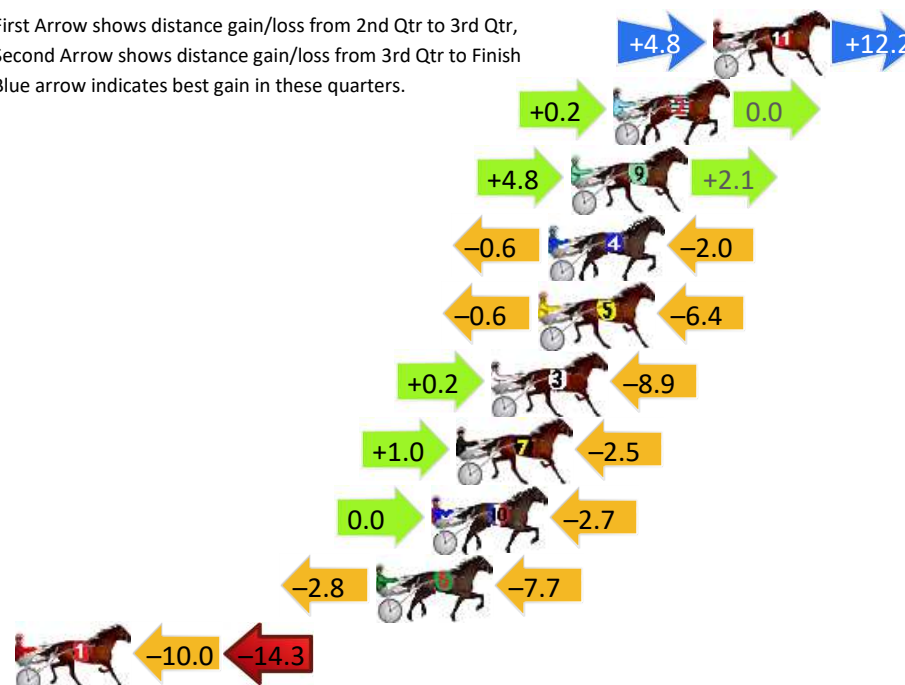 First Arrow shows distance gain/loss from 2nd Qtr to 3rd Qtr,
Second Arrow shows distance gain/loss from 3rd Qtr to Finish
Blue arrow indicates best gain in these quarters.
+4.8 11 +12.2
+0.2 2 0.0
+4.8 9 +2.1
–0.6 4 –2.0
–0.6 5 –6.4
+0.2 3 –8.9
+1.0 7 –2.5
0.0 10 –2.7
–2.8 6 –7.7
1 –10.0 –14.3